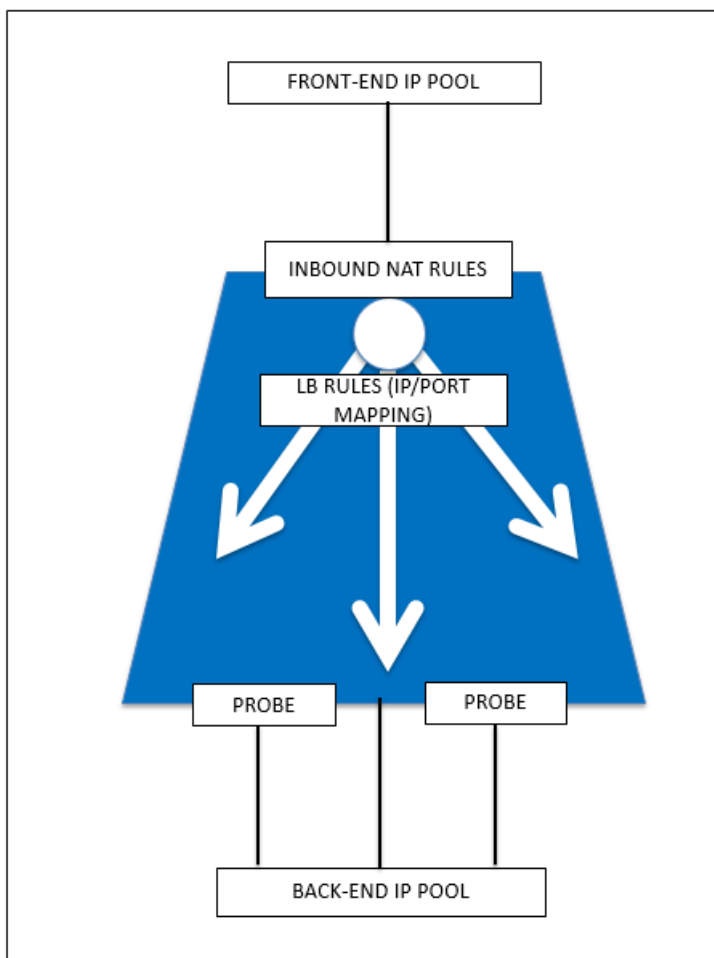 FRONT-END IP POOL
INBOUND NAT RULES
LB RULES (IP/PORT
MAPPING)
PROBE
PROBE
BACK-END IP POOL